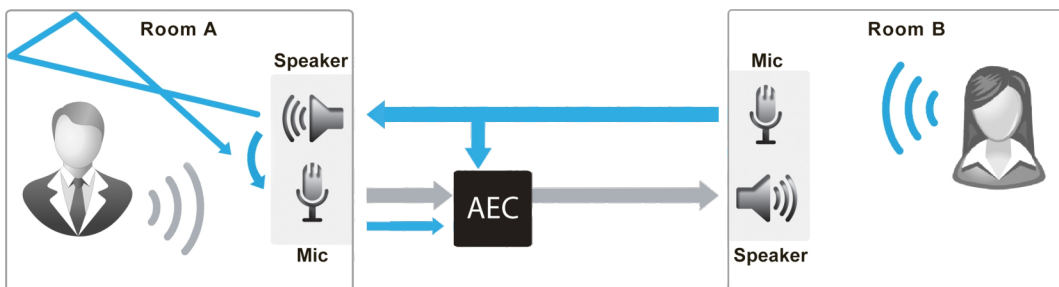 Room A
Room B
Speaker
Mic
AEC
Mic
Speaker